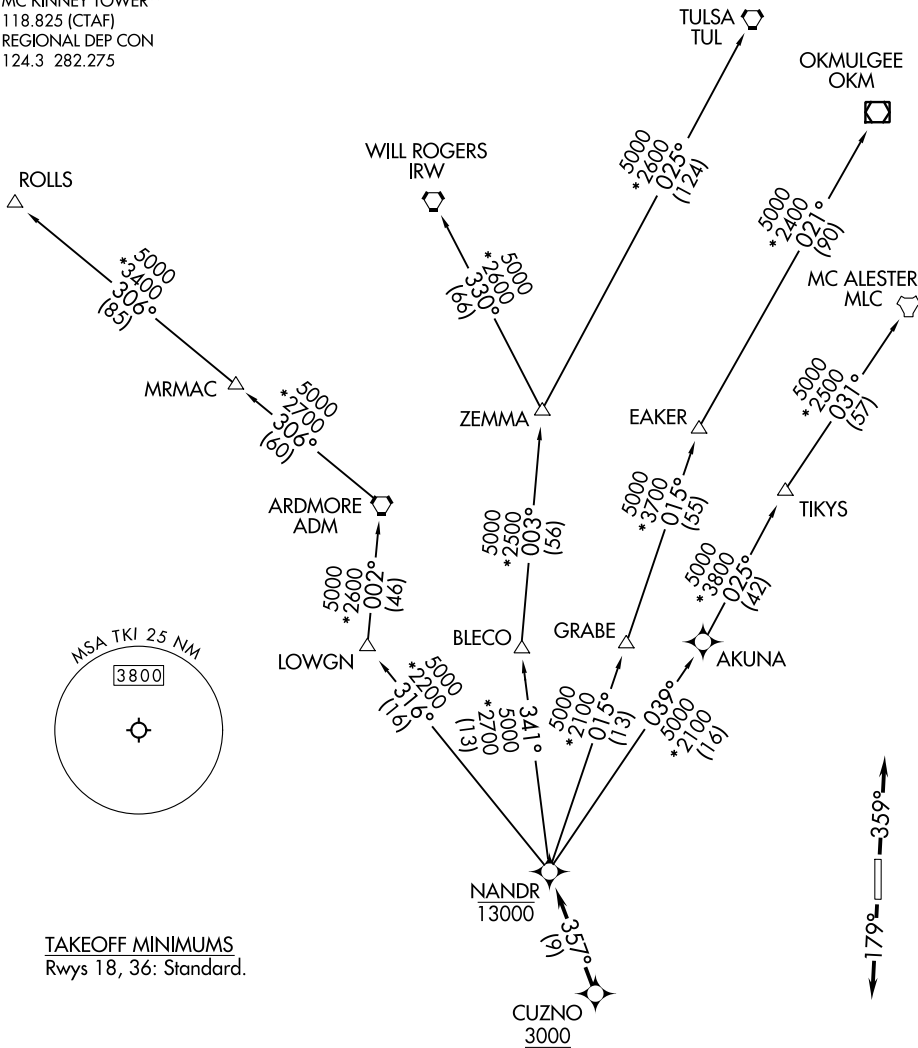 MC KINNEY TOWER
118.825 (CTAF)
REGIONAL DEP CON
124.3 282.275
TULSA
TUL
OKMULGEE
OKM
WILL ROGERS
IRW
5000
*2600
025°
(124)
ROLLS
5000
*2400
021°
(90)
5000
*3400
306°
(85)
5000
*2600
330°
(66)
MC ALESTER
MLC
MRMAC
5000
*2700
306°
(60)
ZEMMA
EAKER
5000
*2500
031°
(57)
ARDMORE
ADM
5000
*2500
003°
(56)
5000
*3700
015°
(55)
TIKYS
5000
*2600
002°
(46)
5000
*3800
025°
(42)
MSA TKI 25 NM
3800
LOWGN
BLECO
GRABE
AKUNA
5000
*2200
316°
(16)
341°
5000
*2700
(13)
5000
*2100
015°
(13)
039°
5000
*2100
(16)
359°
179°
NANDR
13000
357°
(9)
TAKEOFF MINIMUMS
Rwys 18, 36: Standard.
CUZNO
3000